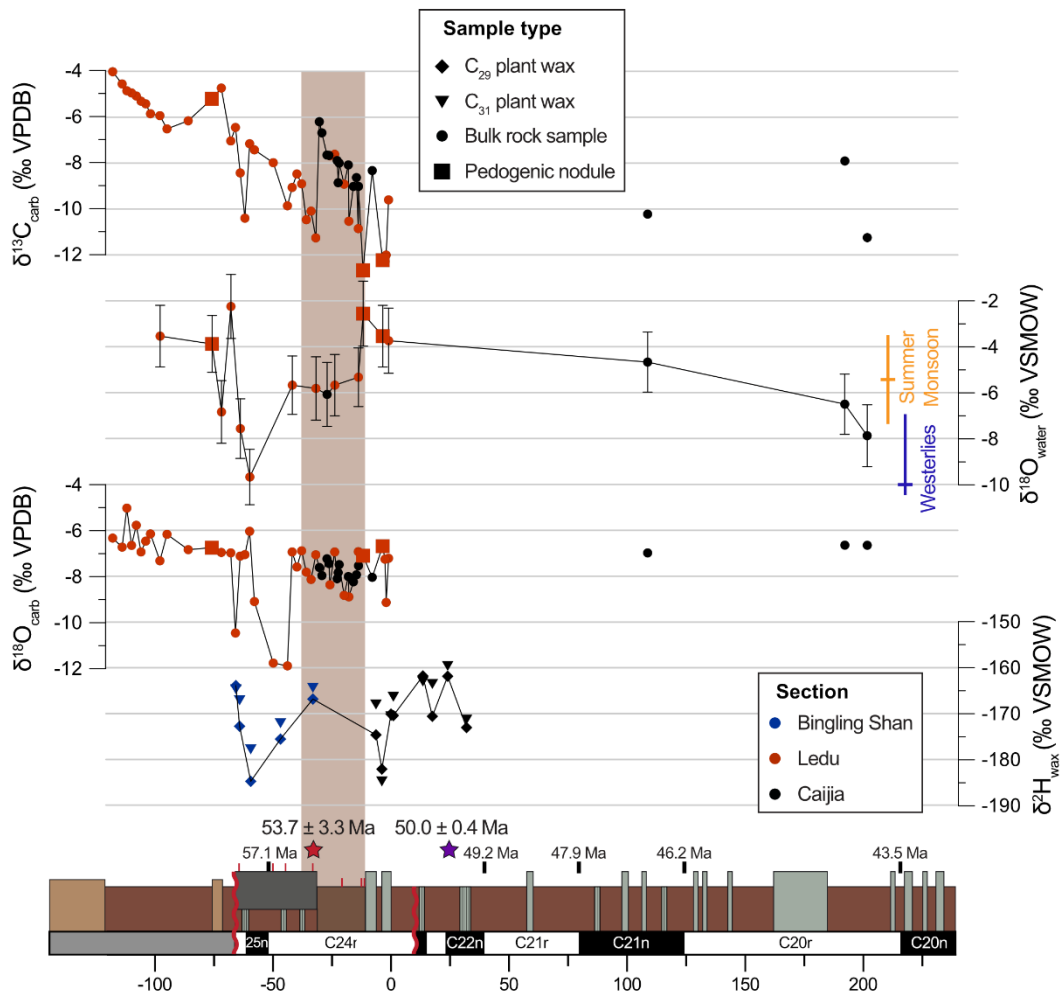 Sample type
C29 plant wax
C31 plant wax
Bulk rock sample
Pedogenic nodule
δ13Ccarb (‰ VPDB)
-4
-6
-8
-10
-12
δ18Owater (‰ VSMOW)
-2
-4
-6
-8
-10
Summer
Monsoon
Westerlies
δ18Ocarb (‰ VPDB)
-4
-6
-8
-10
-12
δ2Hwax (‰ VSMOW)
-150
-160
-170
-180
-190
Section
Bingling Shan
Ledu
Caijia
53.7 ± 3.3 Ma
50.0 ± 0.4 Ma
57.1 Ma
49.2 Ma
47.9 Ma
46.2 Ma
43.5 Ma
25n
C24r
C22n
C21r
C21n
C20r
C20n
-100
-50
0
50
100
150
200